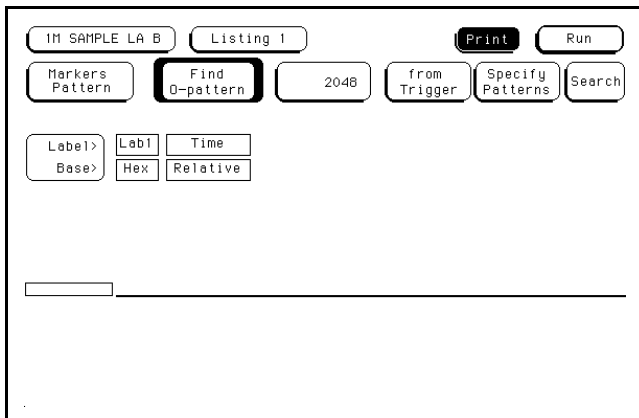 1M SAMPLE LA B Listing 1 Print Run
Markers Pattern Find O-pattern 2048 from Trigger Specify Patterns Search
Label> Lab1 Time
Base> Hex Relative